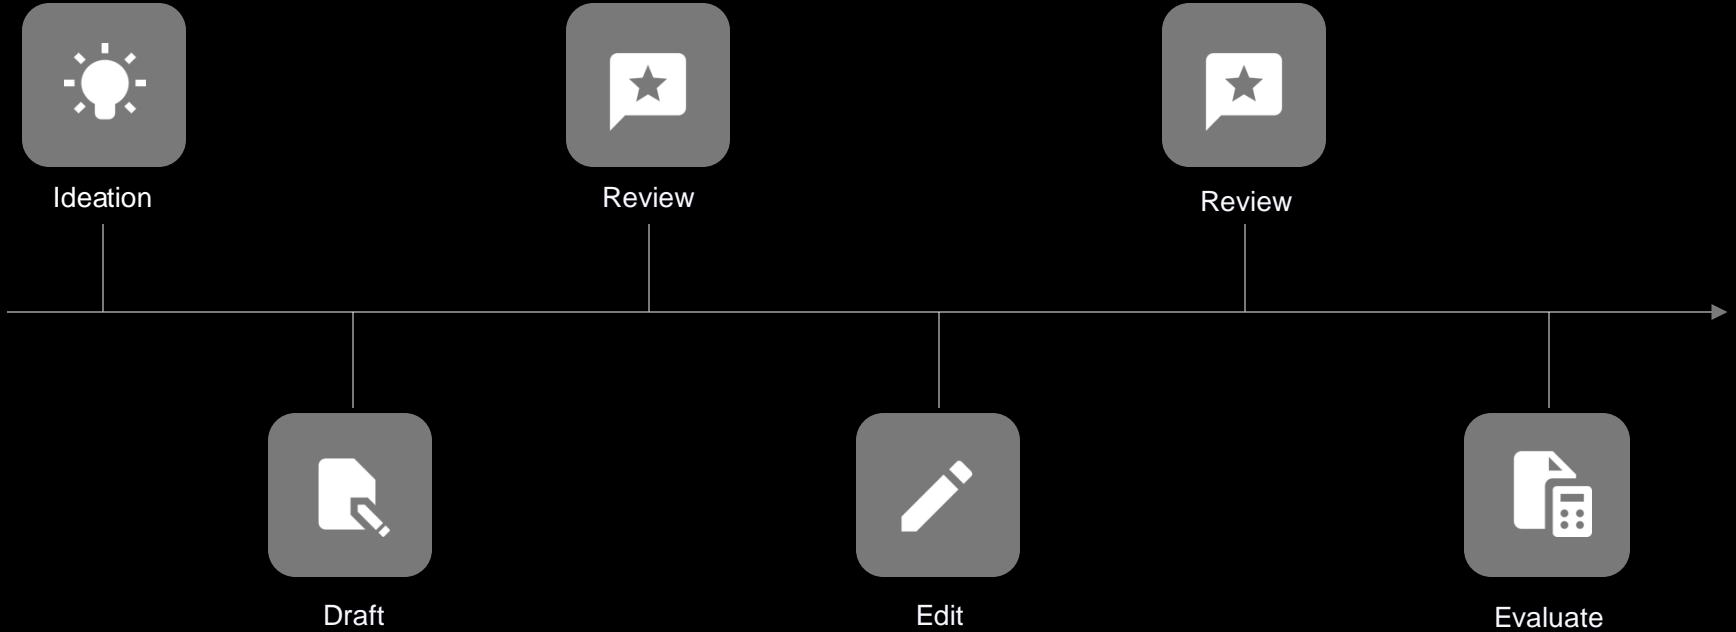 Ideation
Review
Review
Draft
Edit
Evaluate